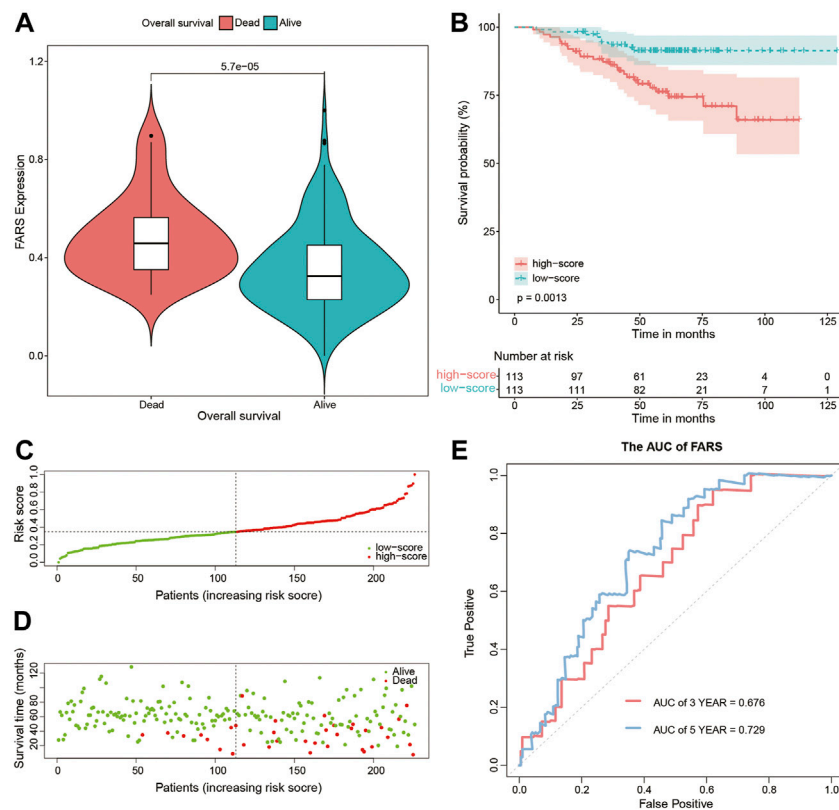 A
Overall survival Dead Alive
5.7e−05
1.2
0.8
0.4
0.0
FARS Expression
Dead Alive
Overall survival
B
100
75
50
25
0
Survival probability (%)
high−score
low−score
p = 0.0013
0 25 50 75 100 125
Time in months
Number at risk
high−score 113 97 61 23 4 0
low−score 113 111 82 21 7 1
0 25 50 75 100 125
Time in months
C
Risk score
0.0 0.2 0.4 0.6 0.8 1.0
low−score
high−score
0 50 100 150 200
Patients (increasing risk socre)
D
Survival time (months)
20 40 60 80 120
Alive
Dead
0 50 100 150 200
Patients (increasing risk socre)
E
The AUC of FARS
1.0
0.8
0.6
0.4
0.2
0.0
True Positive
AUC of 3 YEAR = 0.676
AUC of 5 YEAR = 0.729
0.0 0.2 0.4 0.6 0.8 1.0
False Positive